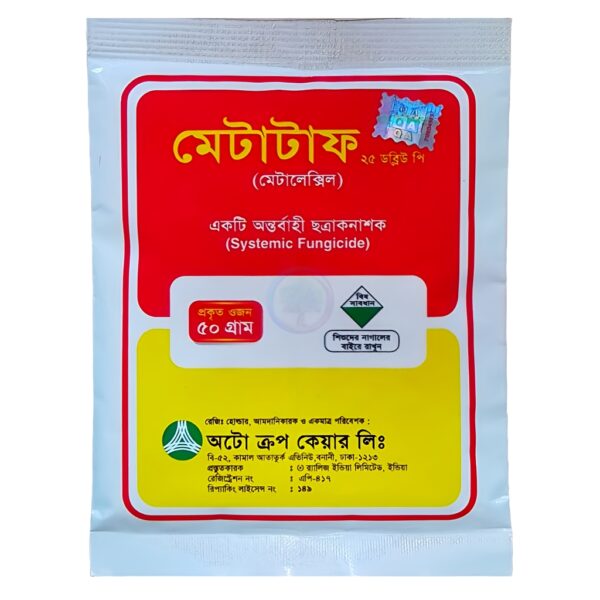 মেটাটাফ ২৫ ডব্লিউ পি
(মেটালেক্সিল)
একটি অন্তর্বাহী ছত্রাকনাশক
(Systemic Fungicide)
প্রকৃত ওজন
৫০ গ্রাম
বিষ
সাবধান
শিশুদের নাগালের
বাইরে রাখুন
রেজিঃ হোল্ডার, আমদানিকারক ও একমাত্র পরিবেশক :
অটো ক্রপ কেয়ার লিঃ
বি-৫২, কামাল আতাতুর্ক এভিনিউ,বনানী, ঢাকা-১২১৩
প্রস্তুতকারক : র‍্যালিজ ইন্ডিয়া লিমিটেড, ইন্ডিয়া
রেজিষ্ট্রেশন নং : এপি-৪১৭
রিপ্যাকিং লাইসেন্স নং : ১৪৯